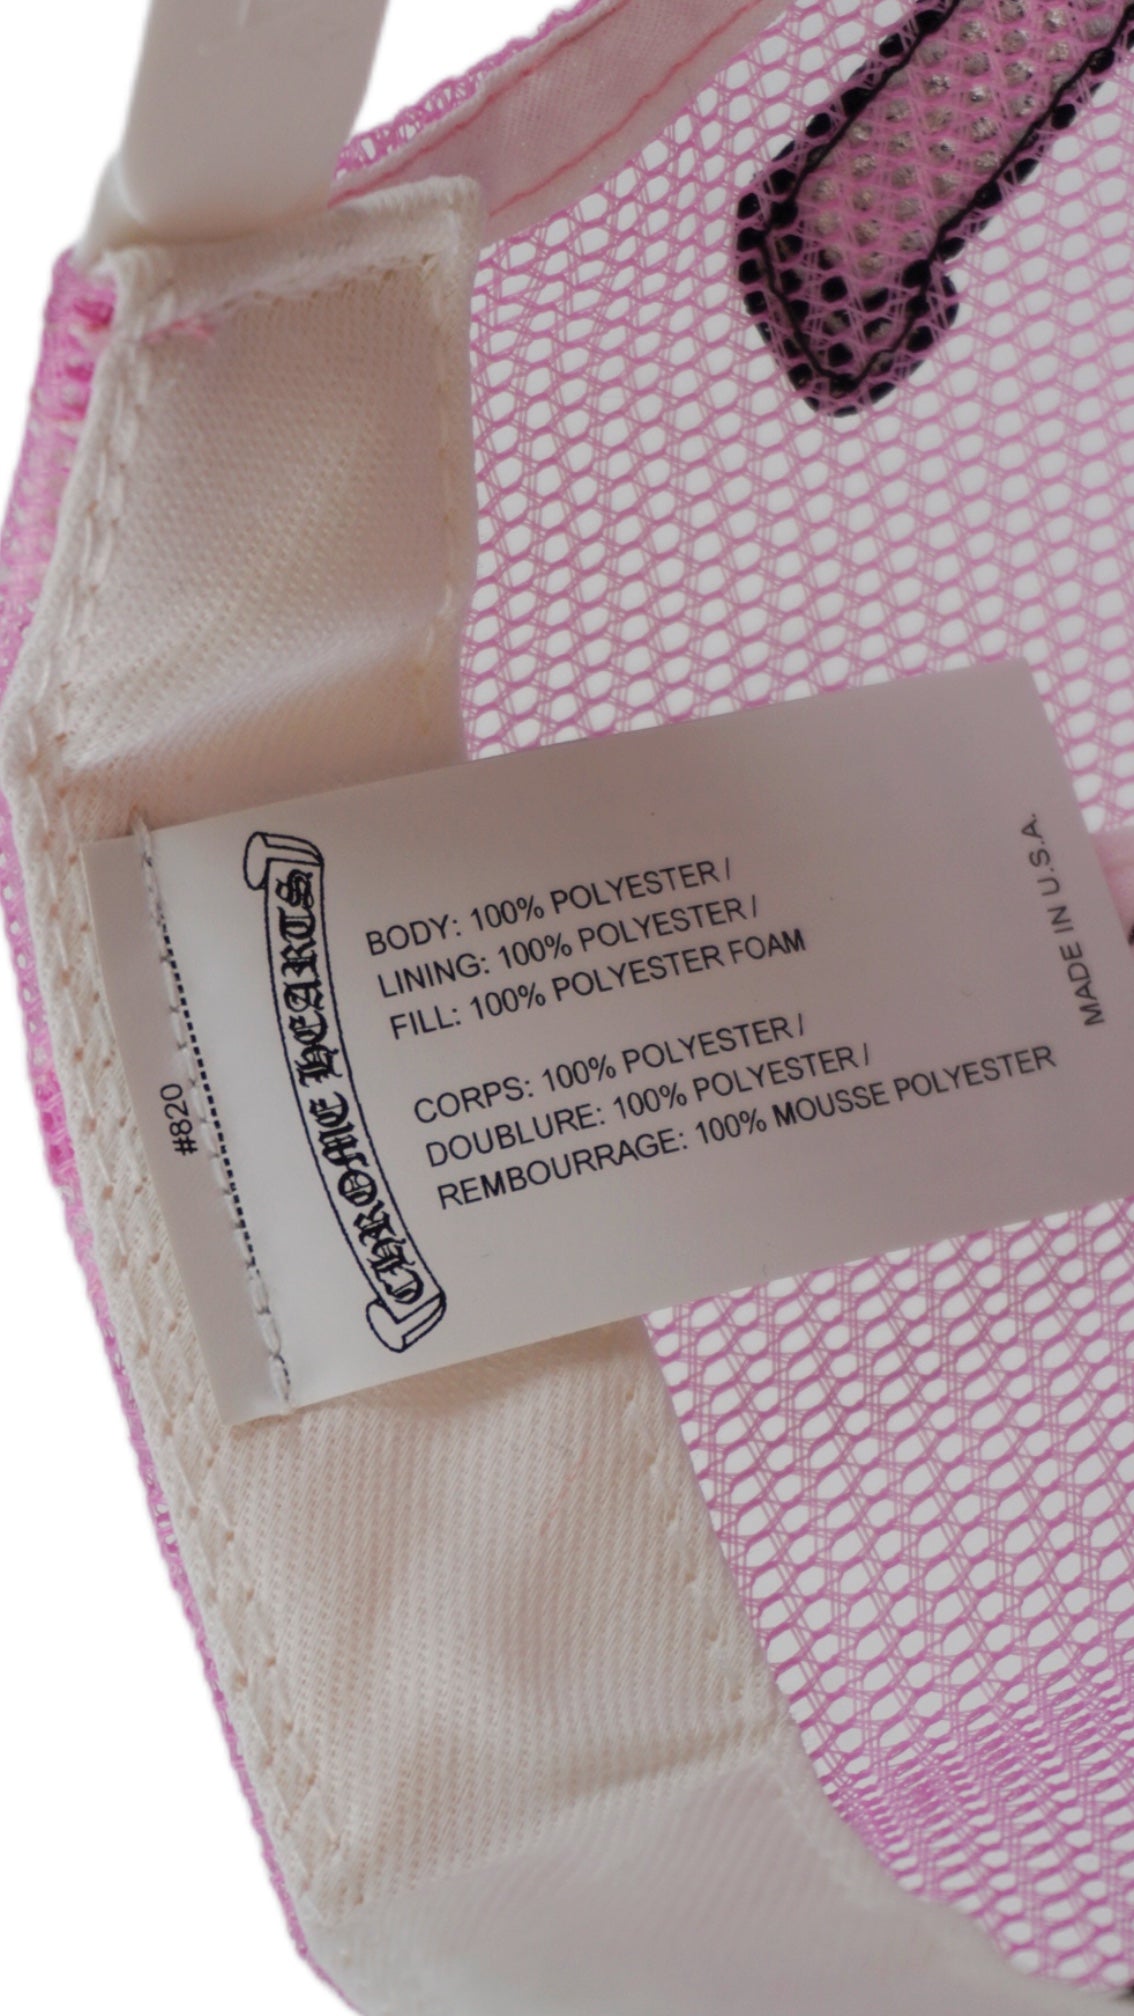 #820
CHROME HEARTS
BODY: 100% POLYESTER /
LINING: 100% POLYESTER /
FILL: 100% POLYESTER FOAM
CORPS: 100% POLYESTER /
DOUBLURE: 100% POLYESTER /
REMBOURRAGE: 100% MOUSSE POLYESTER
MADE IN U.S.A.